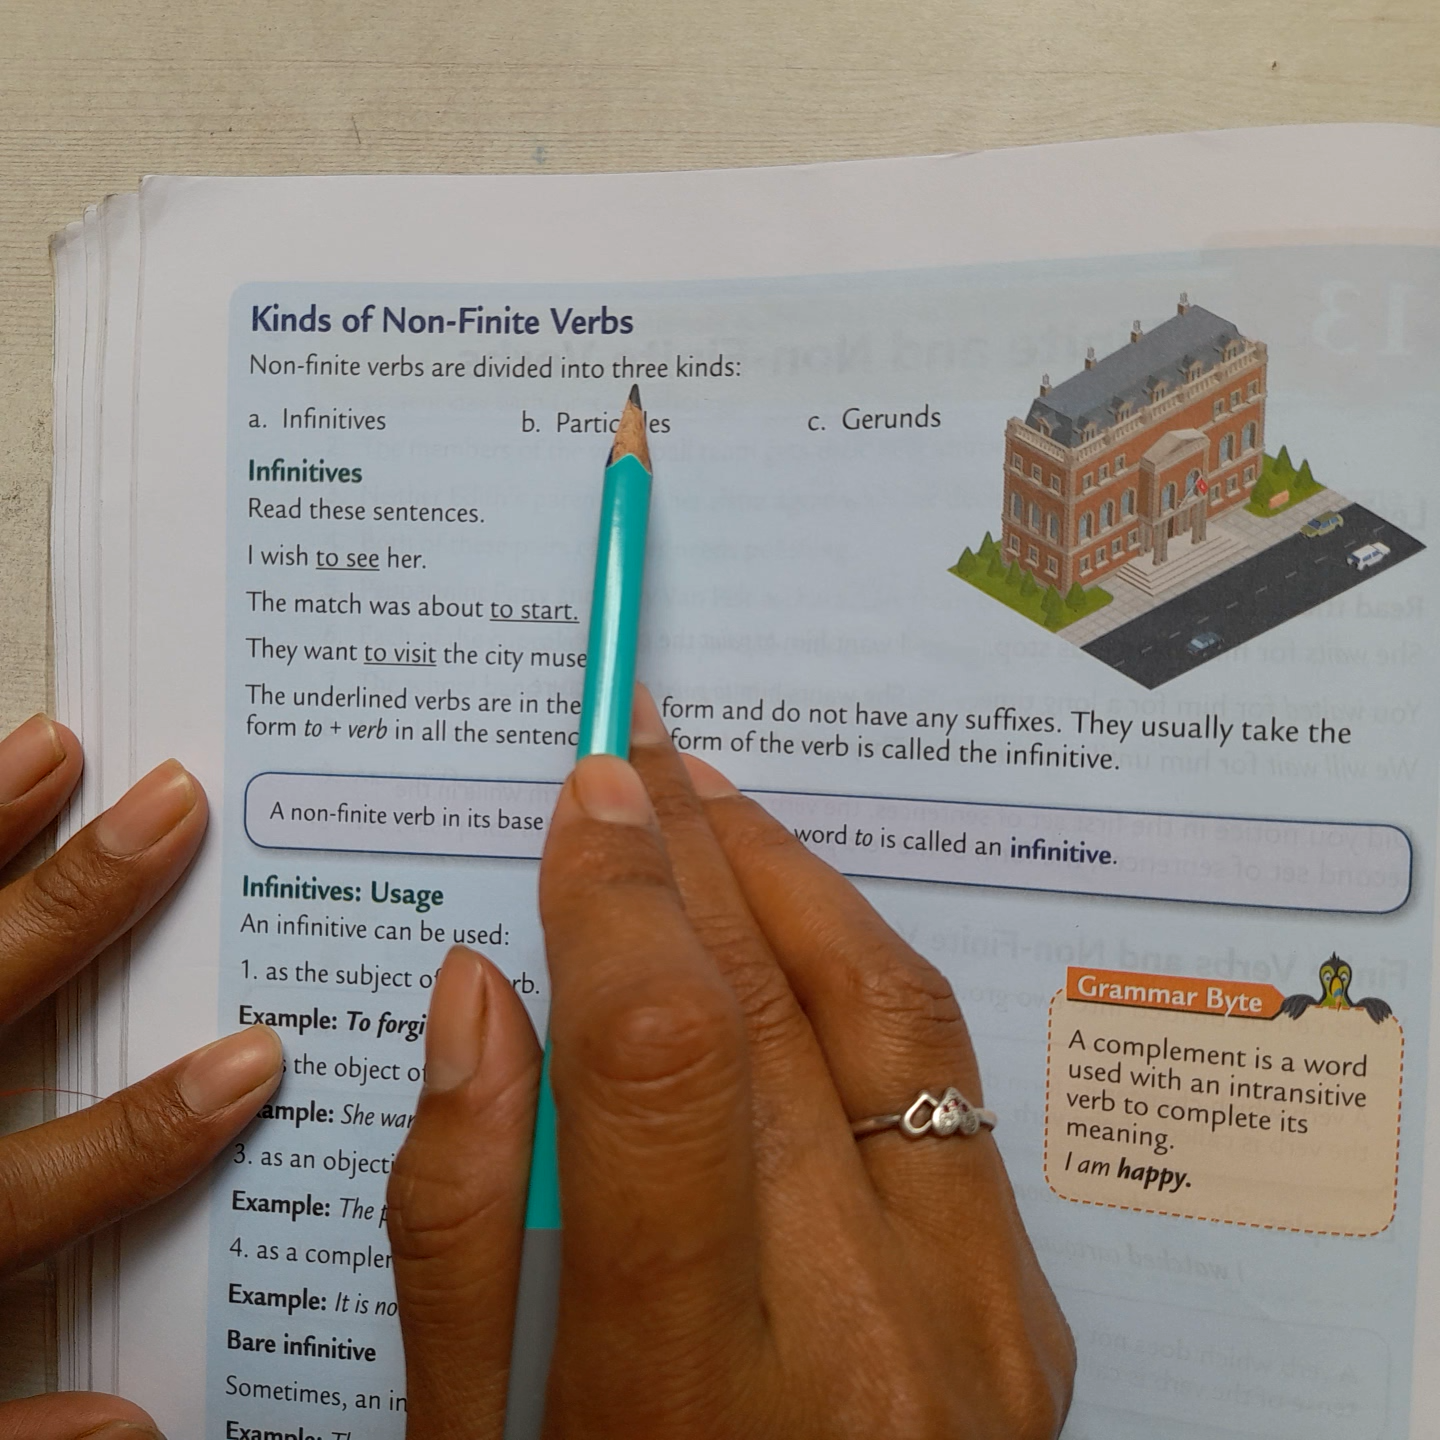 Kinds of Non-Finite Verbs
Non-finite verbs are divided into three kinds:
a. Infinitives b. Partic les c. Gerunds
Infinitives
Read these sentences.
I wish to see her.
The match was about to start.
They want to visit the city muse
The underlined verbs are in the form and do not have any suffixes. They usually take the
form to + verb in all the sentenc form of the verb is called the infinitive.
A non-finite verb in its base word to is called an infinitive.
Infinitives: Usage
An infinitive can be used:
1. as the subject of rb.
Example: To forgi
the object of
ample: She war
3. as an objecti
Example: The
4. as a complem
Example: It is no
Bare infinitive
Sometimes, an in
Example:
Grammar Byte
A complement is a word
used with an intransitive
verb to complete its
meaning.
I am happy.